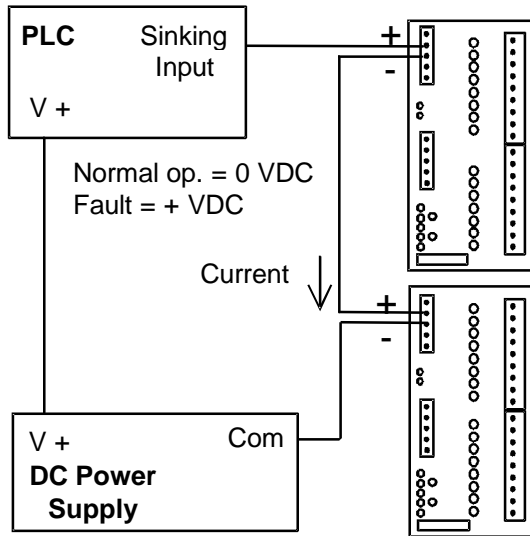 PLC
Sinking
Input
V +
+
-
Normal op. = 0 VDC
Fault = + VDC
Current
+
-
V +
Com
DC Power
Supply